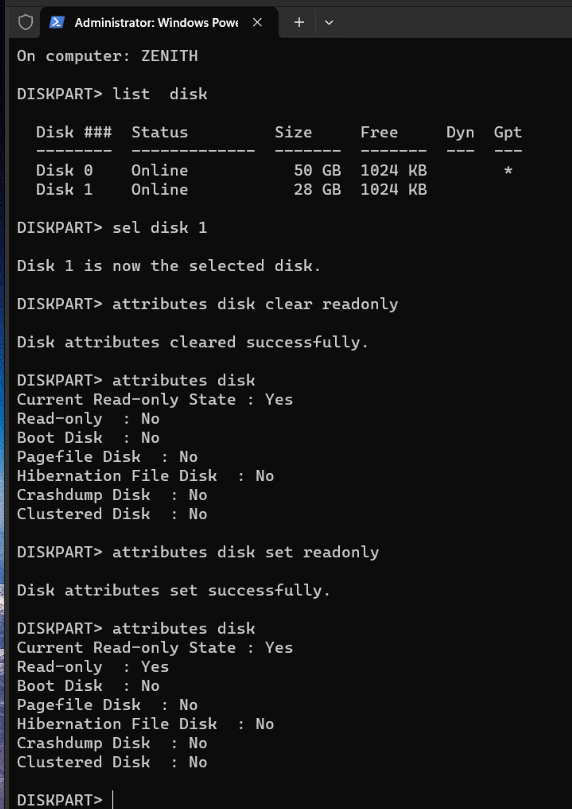 Administrator: Windows Powe
On computer: ZENITH
DISKPART> list  disk
  Disk ###  Status         Size     Free     Dyn  Gpt
  --------  -------------  -------  -------  ---  ---
  Disk 0    Online           50 GB  1024 KB        *
  Disk 1    Online           28 GB  1024 KB
DISKPART> sel disk 1
Disk 1 is now the selected disk.
DISKPART> attributes disk clear readonly
Disk attributes cleared successfully.
DISKPART> attributes disk
Current Read-only State : Yes
Read-only  : No
Boot Disk  : No
Pagefile Disk  : No
Hibernation File Disk  : No
Crashdump Disk  : No
Clustered Disk  : No
DISKPART> attributes disk set readonly
Disk attributes set successfully.
DISKPART> attributes disk
Current Read-only State : Yes
Read-only  : Yes
Boot Disk  : No
Pagefile Disk  : No
Hibernation File Disk  : No
Crashdump Disk  : No
Clustered Disk  : No
DISKPART>